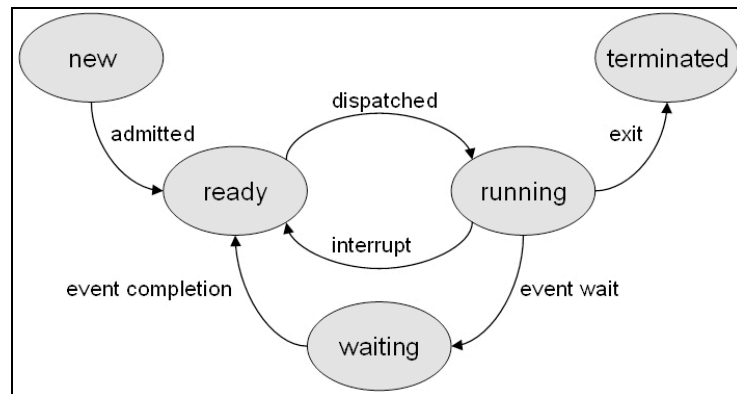 new
terminated
dispatched
admitted
exit
ready
running
interrupt
event completion
event wait
waiting